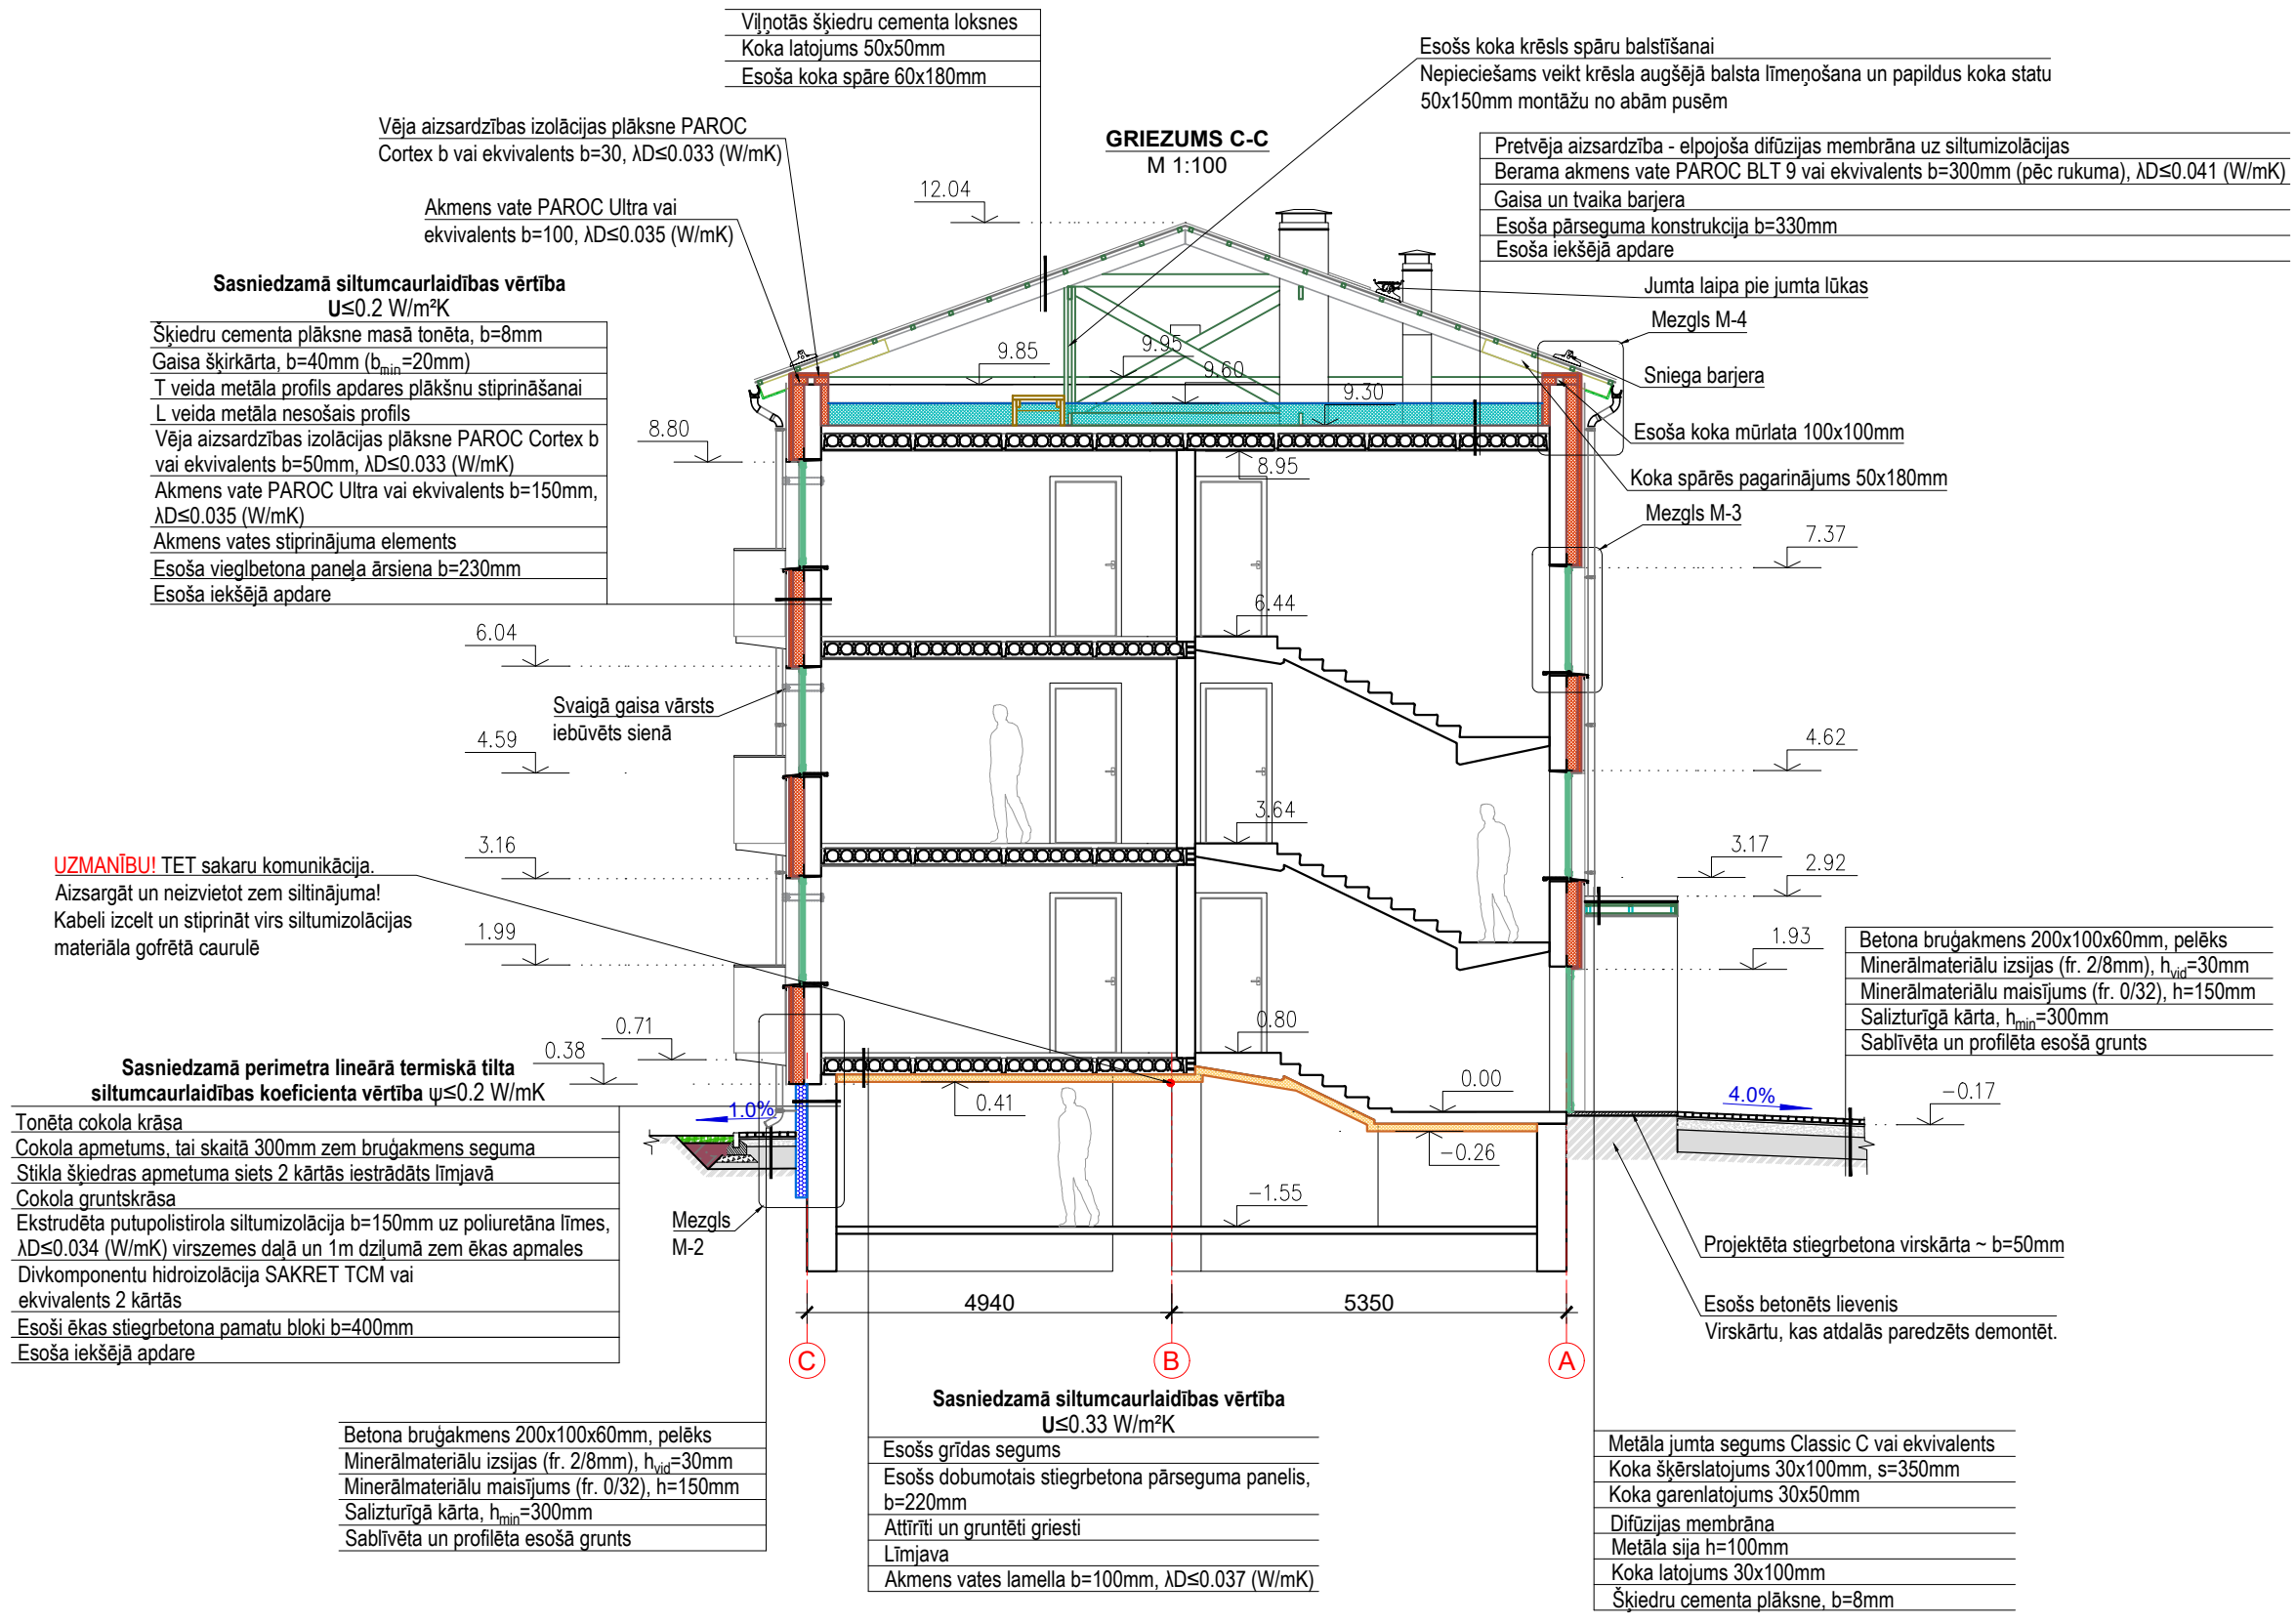 Viļņotās šķiedru cementa loksnes
Koka latojums 50x50mm
Esoša koka spāre 60x180mm
Esošs koka krēsls spāru balstīšanai
Nepieciešams veikt krēsla augšējā balsta līmeņošana un papildus koka statu
50x150mm montāžu no abām pusēm
Vēja aizsardzības izolācijas plāksne PAROC
Cortex b vai ekvivalents b=30, λD≤0.033 (W/mK)
GRIEZUMS C-C
M 1:100
Pretvēja aizsardzība - elpojoša difūzijas membrāna uz siltumizolācijas
Berama akmens vate PAROC BLT 9 vai ekvivalents b=300mm (pēc rukuma), λD≤0.041 (W/mK)
Gaisa un tvaika barjera
Esoša pārseguma konstrukcija b=330mm
Esoša iekšējā apdare
12.04
Akmens vate PAROC Ultra vai
ekvivalents b=100, λD≤0.035 (W/mK)
Sasniedzamā siltumcaurlaidības vērtība
U≤0.2 W/m²K
Šķiedru cementa plāksne masā tonēta, b=8mm
Gaisa šķirkārta, b=40mm (bmin=20mm)
T veida metāla profils apdares plākšņu stiprināšanai
L veida metāla nesošais profils
Vēja aizsardzības izolācijas plāksne PAROC Cortex b
vai ekvivalents b=50mm, λD≤0.033 (W/mK)
Akmens vate PAROC Ultra vai ekvivalents b=150mm,
λD≤0.035 (W/mK)
Akmens vates stiprinājuma elements
Esoša vieglbetona paneļa ārsiena b=230mm
Esoša iekšējā apdare
Jumta laipa pie jumta lūkas
Mezgls M-4
Sniega barjera
Esoša koka mūrlata 100x100mm
Koka spārēs pagarinājums 50x180mm
Mezgls M-3
9.85
9.95
9.60
9.30
8.80
8.95
7.37
6.44
6.04
Svaigā gaisa vārsts
iebūvēts sienā
4.59
4.62
3.64
3.16
3.17
2.92
UZMANĪBU! TET sakaru komunikācija.
Aizsargāt un neizvietot zem siltinājuma!
Kabeli izcelt un stiprināt virs siltumizolācijas
materiāla gofrētā caurulē
1.99
1.93
Betona bruģakmens 200x100x60mm, pelēks
Minerālmateriālu izsijas (fr. 2/8mm), hvid=30mm
Minerālmateriālu maisījums (fr. 0/32), h=150mm
Salizturīgā kārta, hmin=300mm
Sablīvēta un profilēta esošā grunts
0.71
0.80
0.38
Sasniedzamā perimetra lineārā termiskā tilta
siltumcaurlaidības koeficienta vērtība ψ≤0.2 W/mK
Tonēta cokola krāsa
Cokola apmetums, tai skaitā 300mm zem bruģakmens seguma
Stikla šķiedras apmetuma siets 2 kārtās iestrādāts līmjavā
Cokola gruntskrāsa
Ekstrudēta putupolistirola siltumizolācija b=150mm uz poliuretāna līmes,
λD≤0.034 (W/mK) virszemes daļā un 1m dziļumā zem ēkas apmales
Divkomponentu hidroizolācija SAKRET TCM vai
ekvivalents 2 kārtās
Esoši ēkas stiegrbetona pamatu bloki b=400mm
Esoša iekšējā apdare
1.0%
0.41
0.00
4.0%
-0.17
-0.26
-1.55
Mezgls
M-2
Projektēta stiegrbetona virskārta ~ b=50mm
Esošs betonēts lievenis
Virskārtu, kas atdalās paredzēts demontēt.
4940
5350
C
B
A
Sasniedzamā siltumcaurlaidības vērtība
U≤0.33 W/m²K
Esošs grīdas segums
Esošs dobumotais stiegrbetona pārseguma panelis,
b=220mm
Attīrīti un gruntēti griesti
Līmjava
Akmens vates lamella b=100mm, λD≤0.037 (W/mK)
Betona bruģakmens 200x100x60mm, pelēks
Minerālmateriālu izsijas (fr. 2/8mm), hvid=30mm
Minerālmateriālu maisījums (fr. 0/32), h=150mm
Salizturīgā kārta, hmin=300mm
Sablīvēta un profilēta esošā grunts
Metāla jumta segums Classic C vai ekvivalents
Koka šķērslatojums 30x100mm, s=350mm
Koka garenlatojums 30x50mm
Difūzijas membrāna
Metāla sija h=100mm
Koka latojums 30x100mm
Šķiedru cementa plāksne, b=8mm